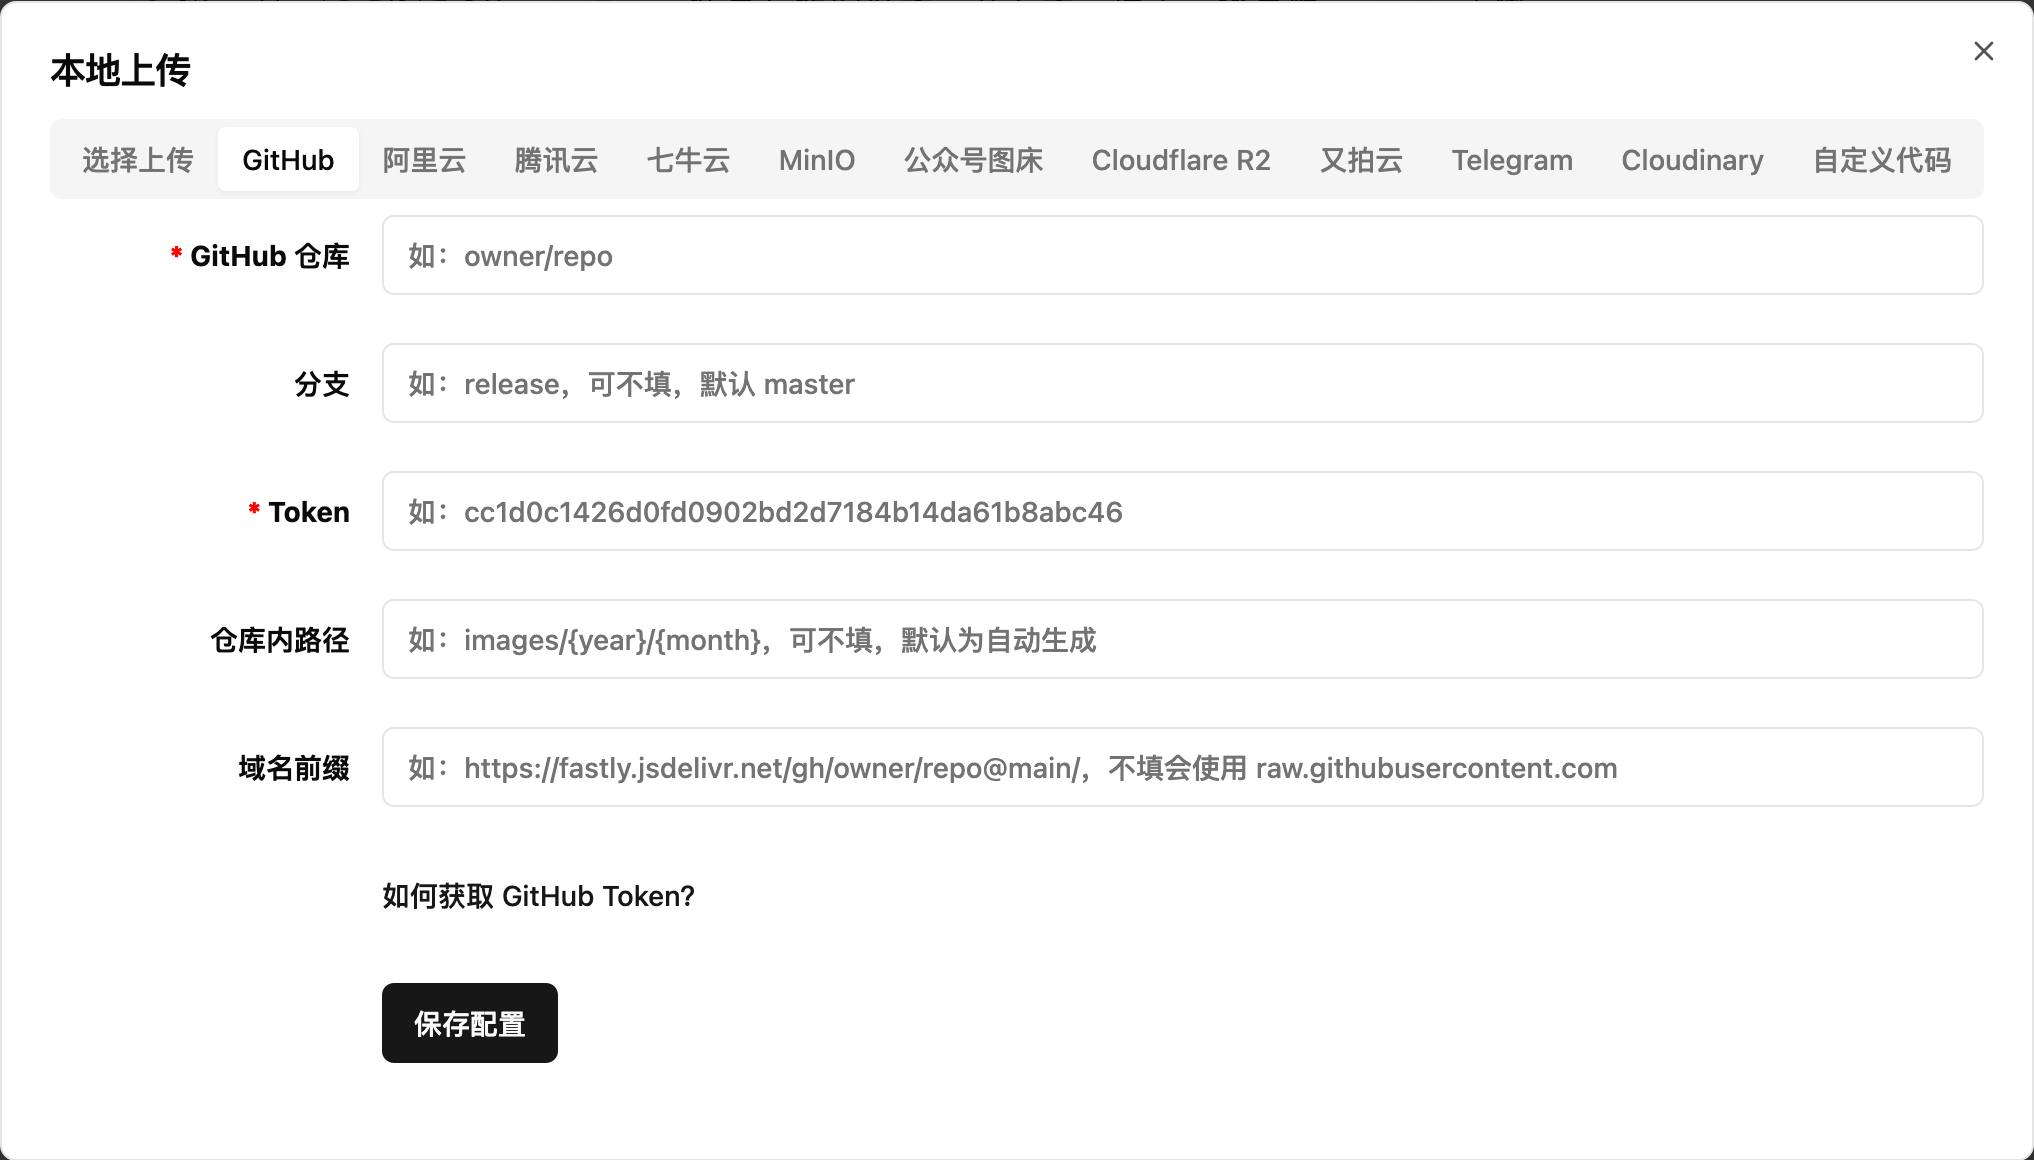 本地上传
选择上传 GitHub 阿里云 腾讯云 七牛云 MinIO 公众号图床 Cloudflare R2 又拍云 Telegram Cloudinary 自定义代码
* GitHub 仓库 如：owner/repo
分支 如：release，可不填，默认 master
* Token 如：cc1d0c1426d0fd0902bd2d7184b14da61b8abc46
仓库内路径 如：images/{year}/{month}，可不填，默认为自动生成
域名前缀 如：https://fastly.jsdelivr.net/gh/owner/repo@main/，不填会使用 raw.githubusercontent.com
如何获取 GitHub Token?
保存配置